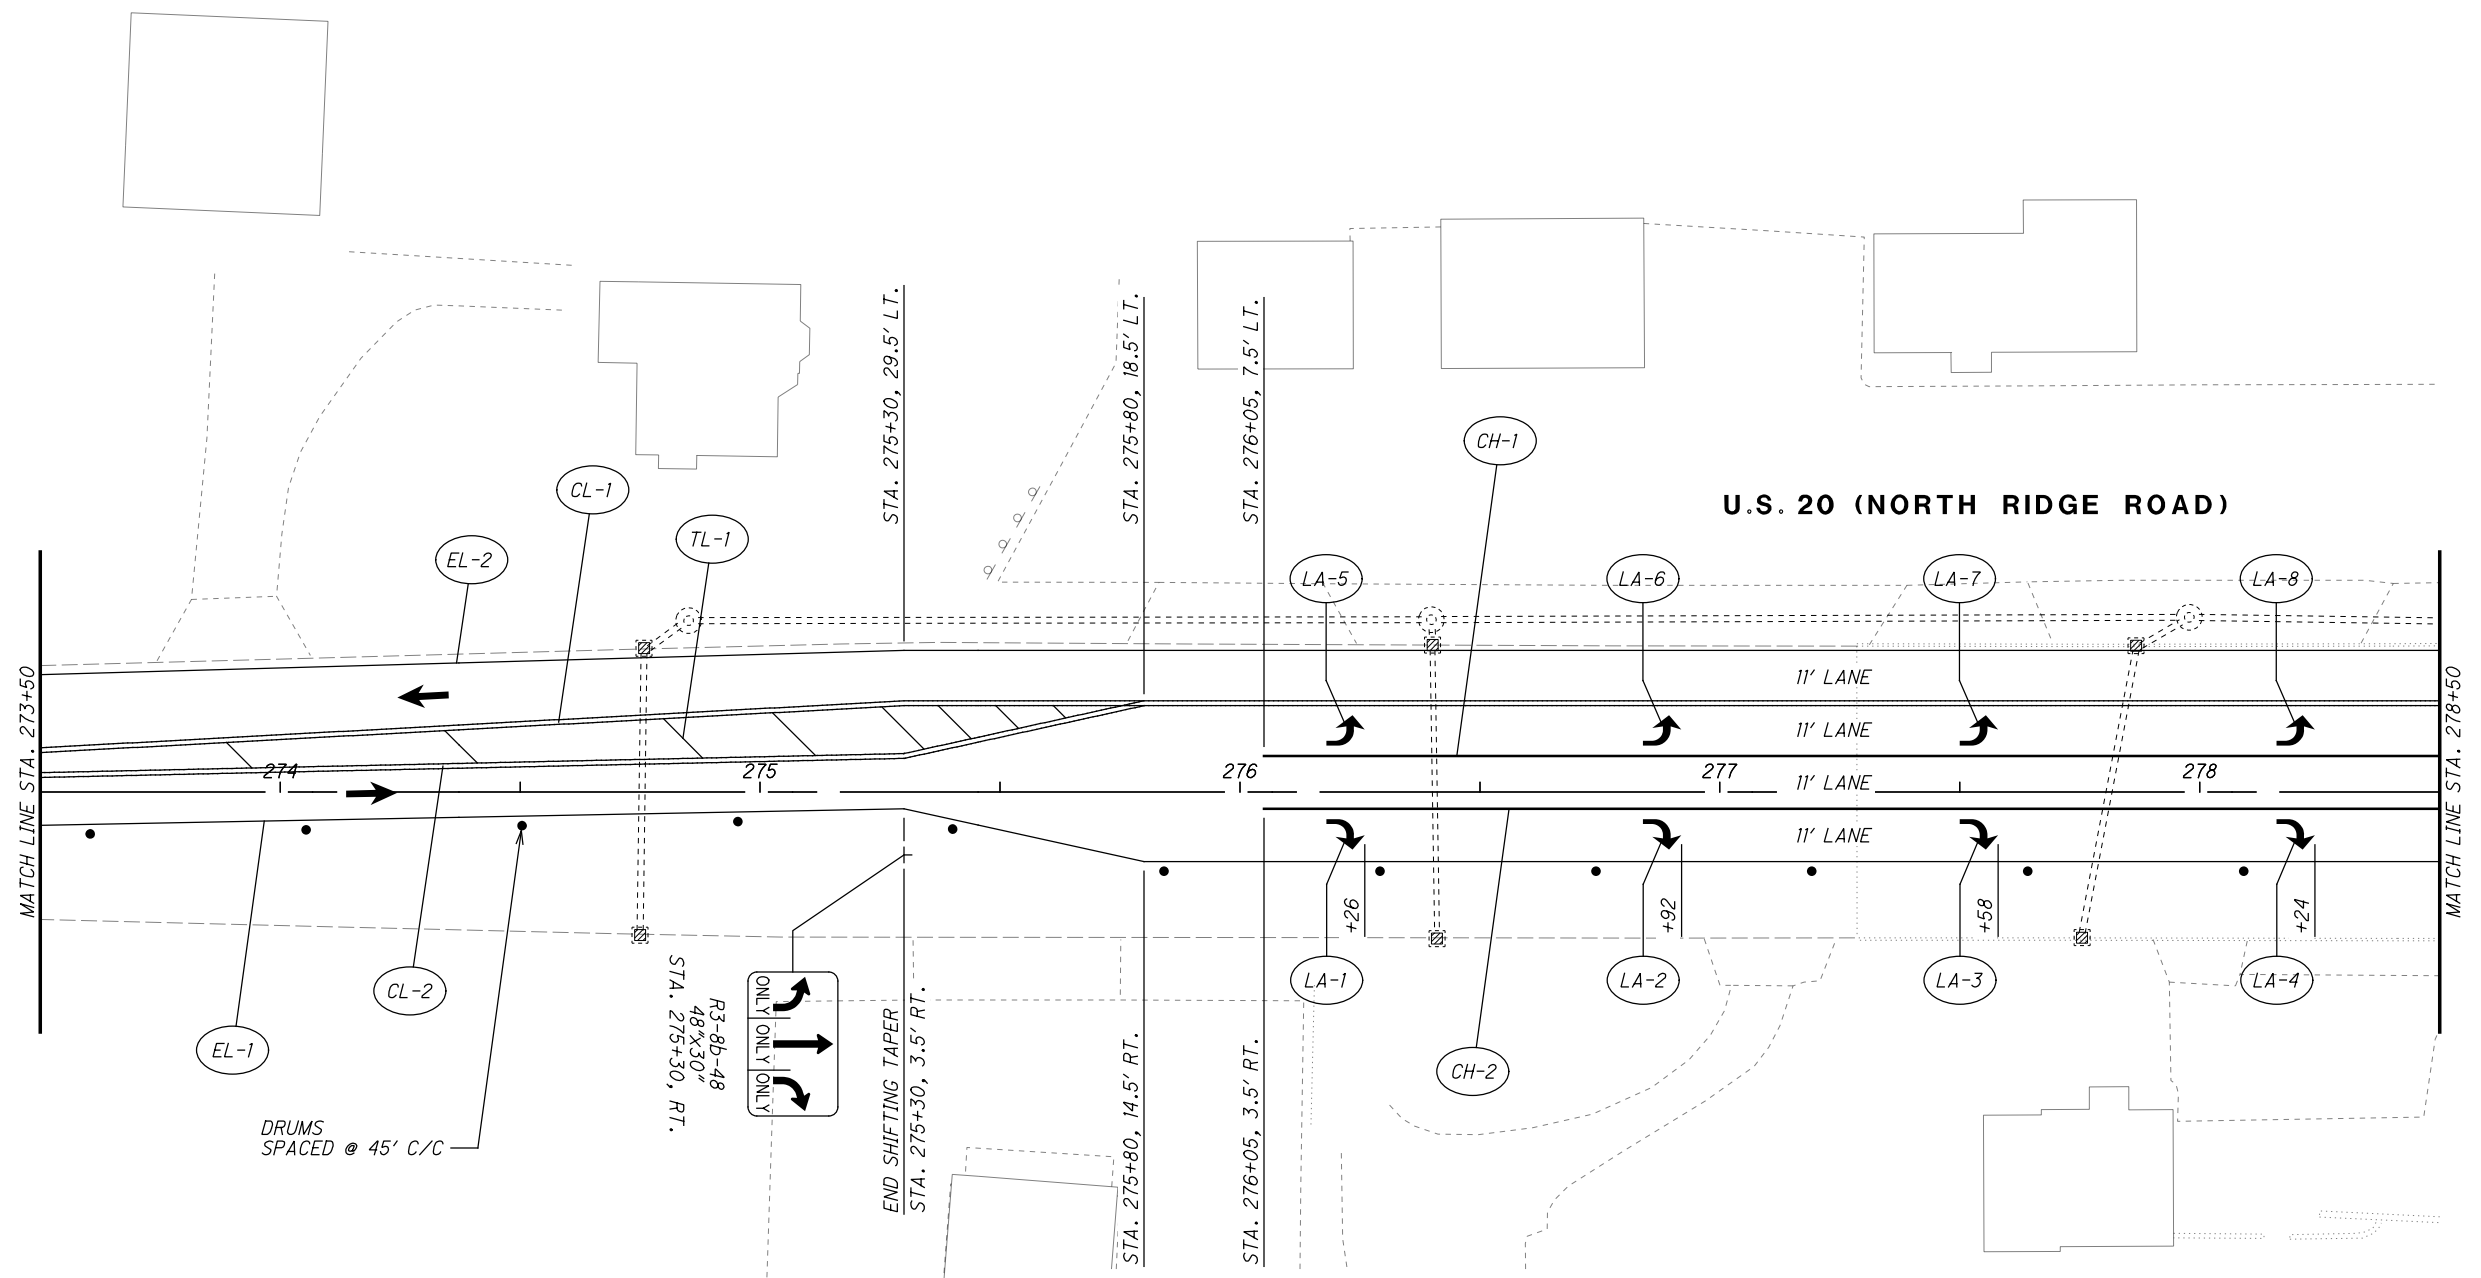 STA. 275+30, 29.5' LT.
STA. 275+80, 18.5' LT.
STA. 276+05, 7.5' LT.
CH-1
CL-1
TL-1
EL-2
U.S. 20 (NORTH RIDGE ROAD)
LA-5
LA-6
LA-7
LA-8
MATCH LINE STA. 273+50
MATCH LINE STA. 278+50
11' LANE
11' LANE
11' LANE
11' LANE
274
275
276
277
278
+26
+92
+58
+24
LA-1
LA-2
LA-3
LA-4
CL-2
EL-1
CH-2
DRUMS
SPACED @ 45' C/C
R3-8b-48
48"x30"
STA. 275+30, RT.
ONLY
ONLY
ONLY
END SHIFTING TAPER
STA. 275+30, 3.5' RT.
STA. 275+80, 14.5' RT.
STA. 276+05, 3.5' RT.